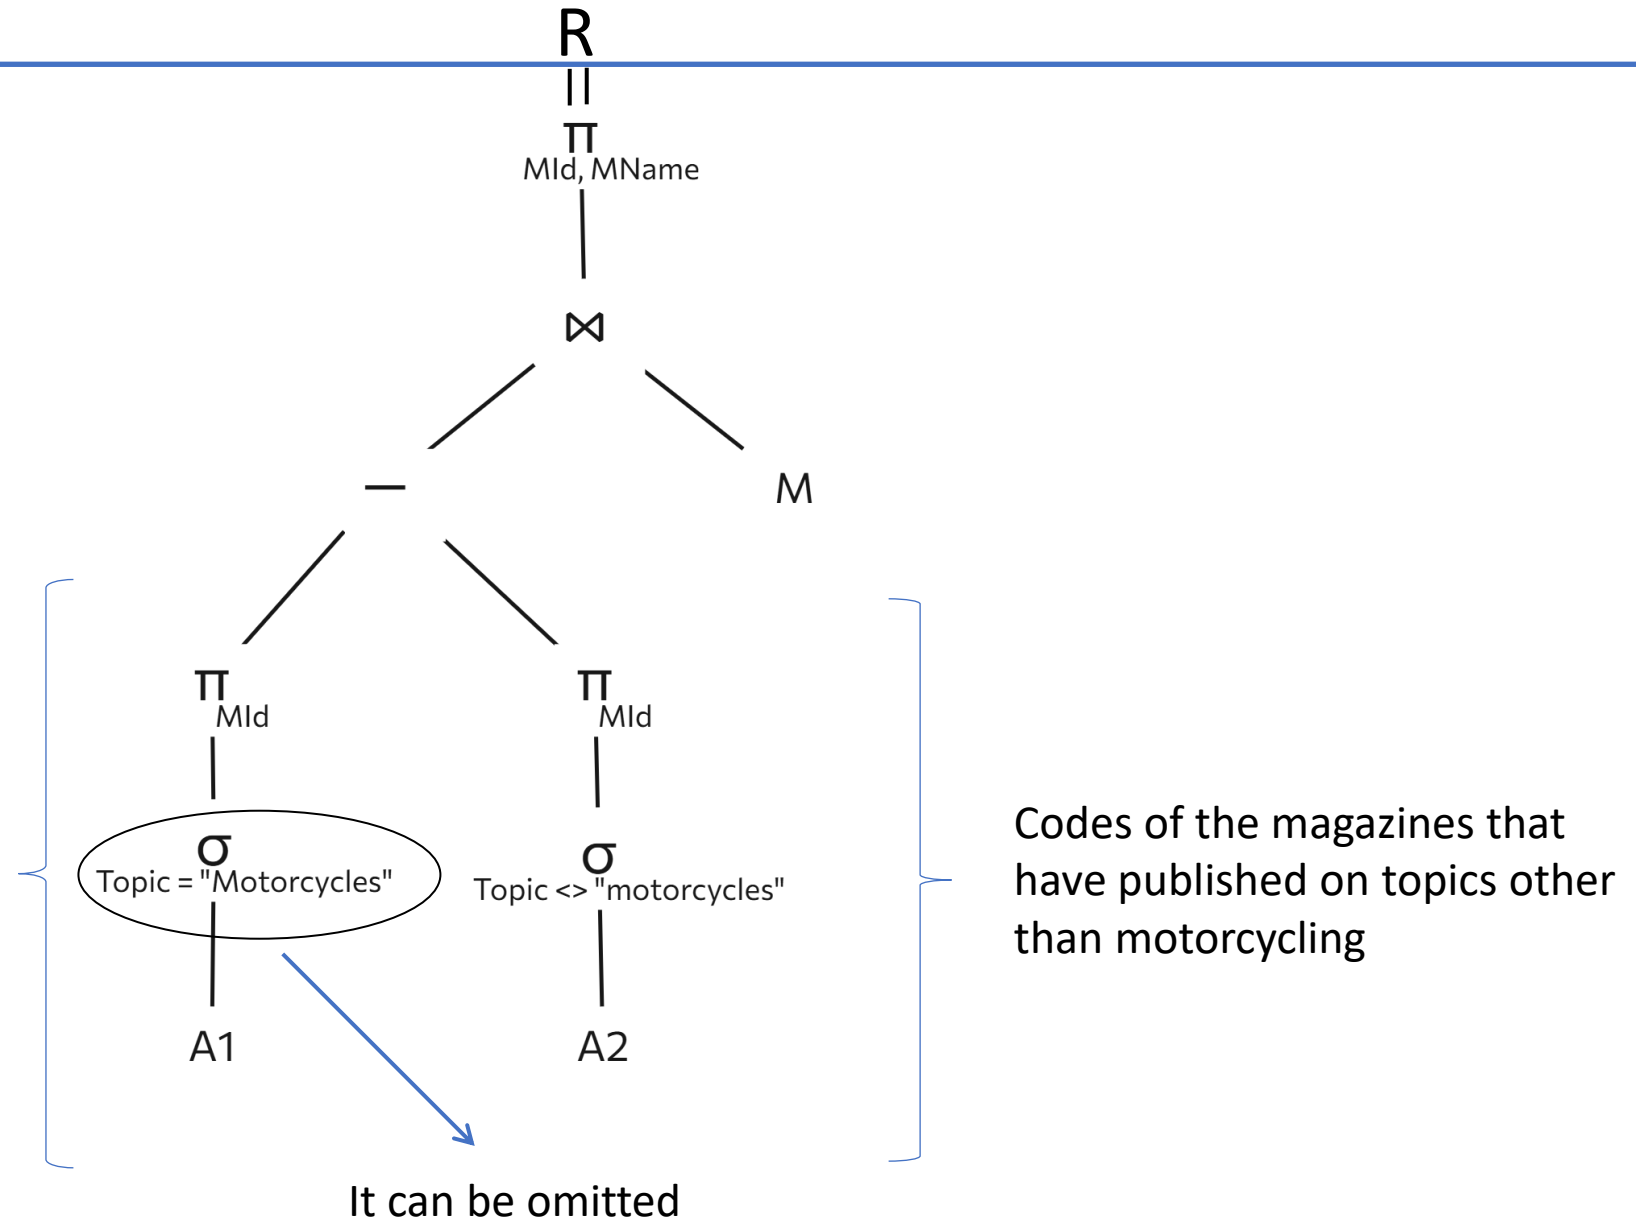 R
||
π
MId, MName
⋈
— M
π π
MId MId
σ σ
Topic = "Motorcycles" Topic <> "motorcycles"
A1 A2
Codes of the magazines that
have published on topics other
than motorcycling
It can be omitted